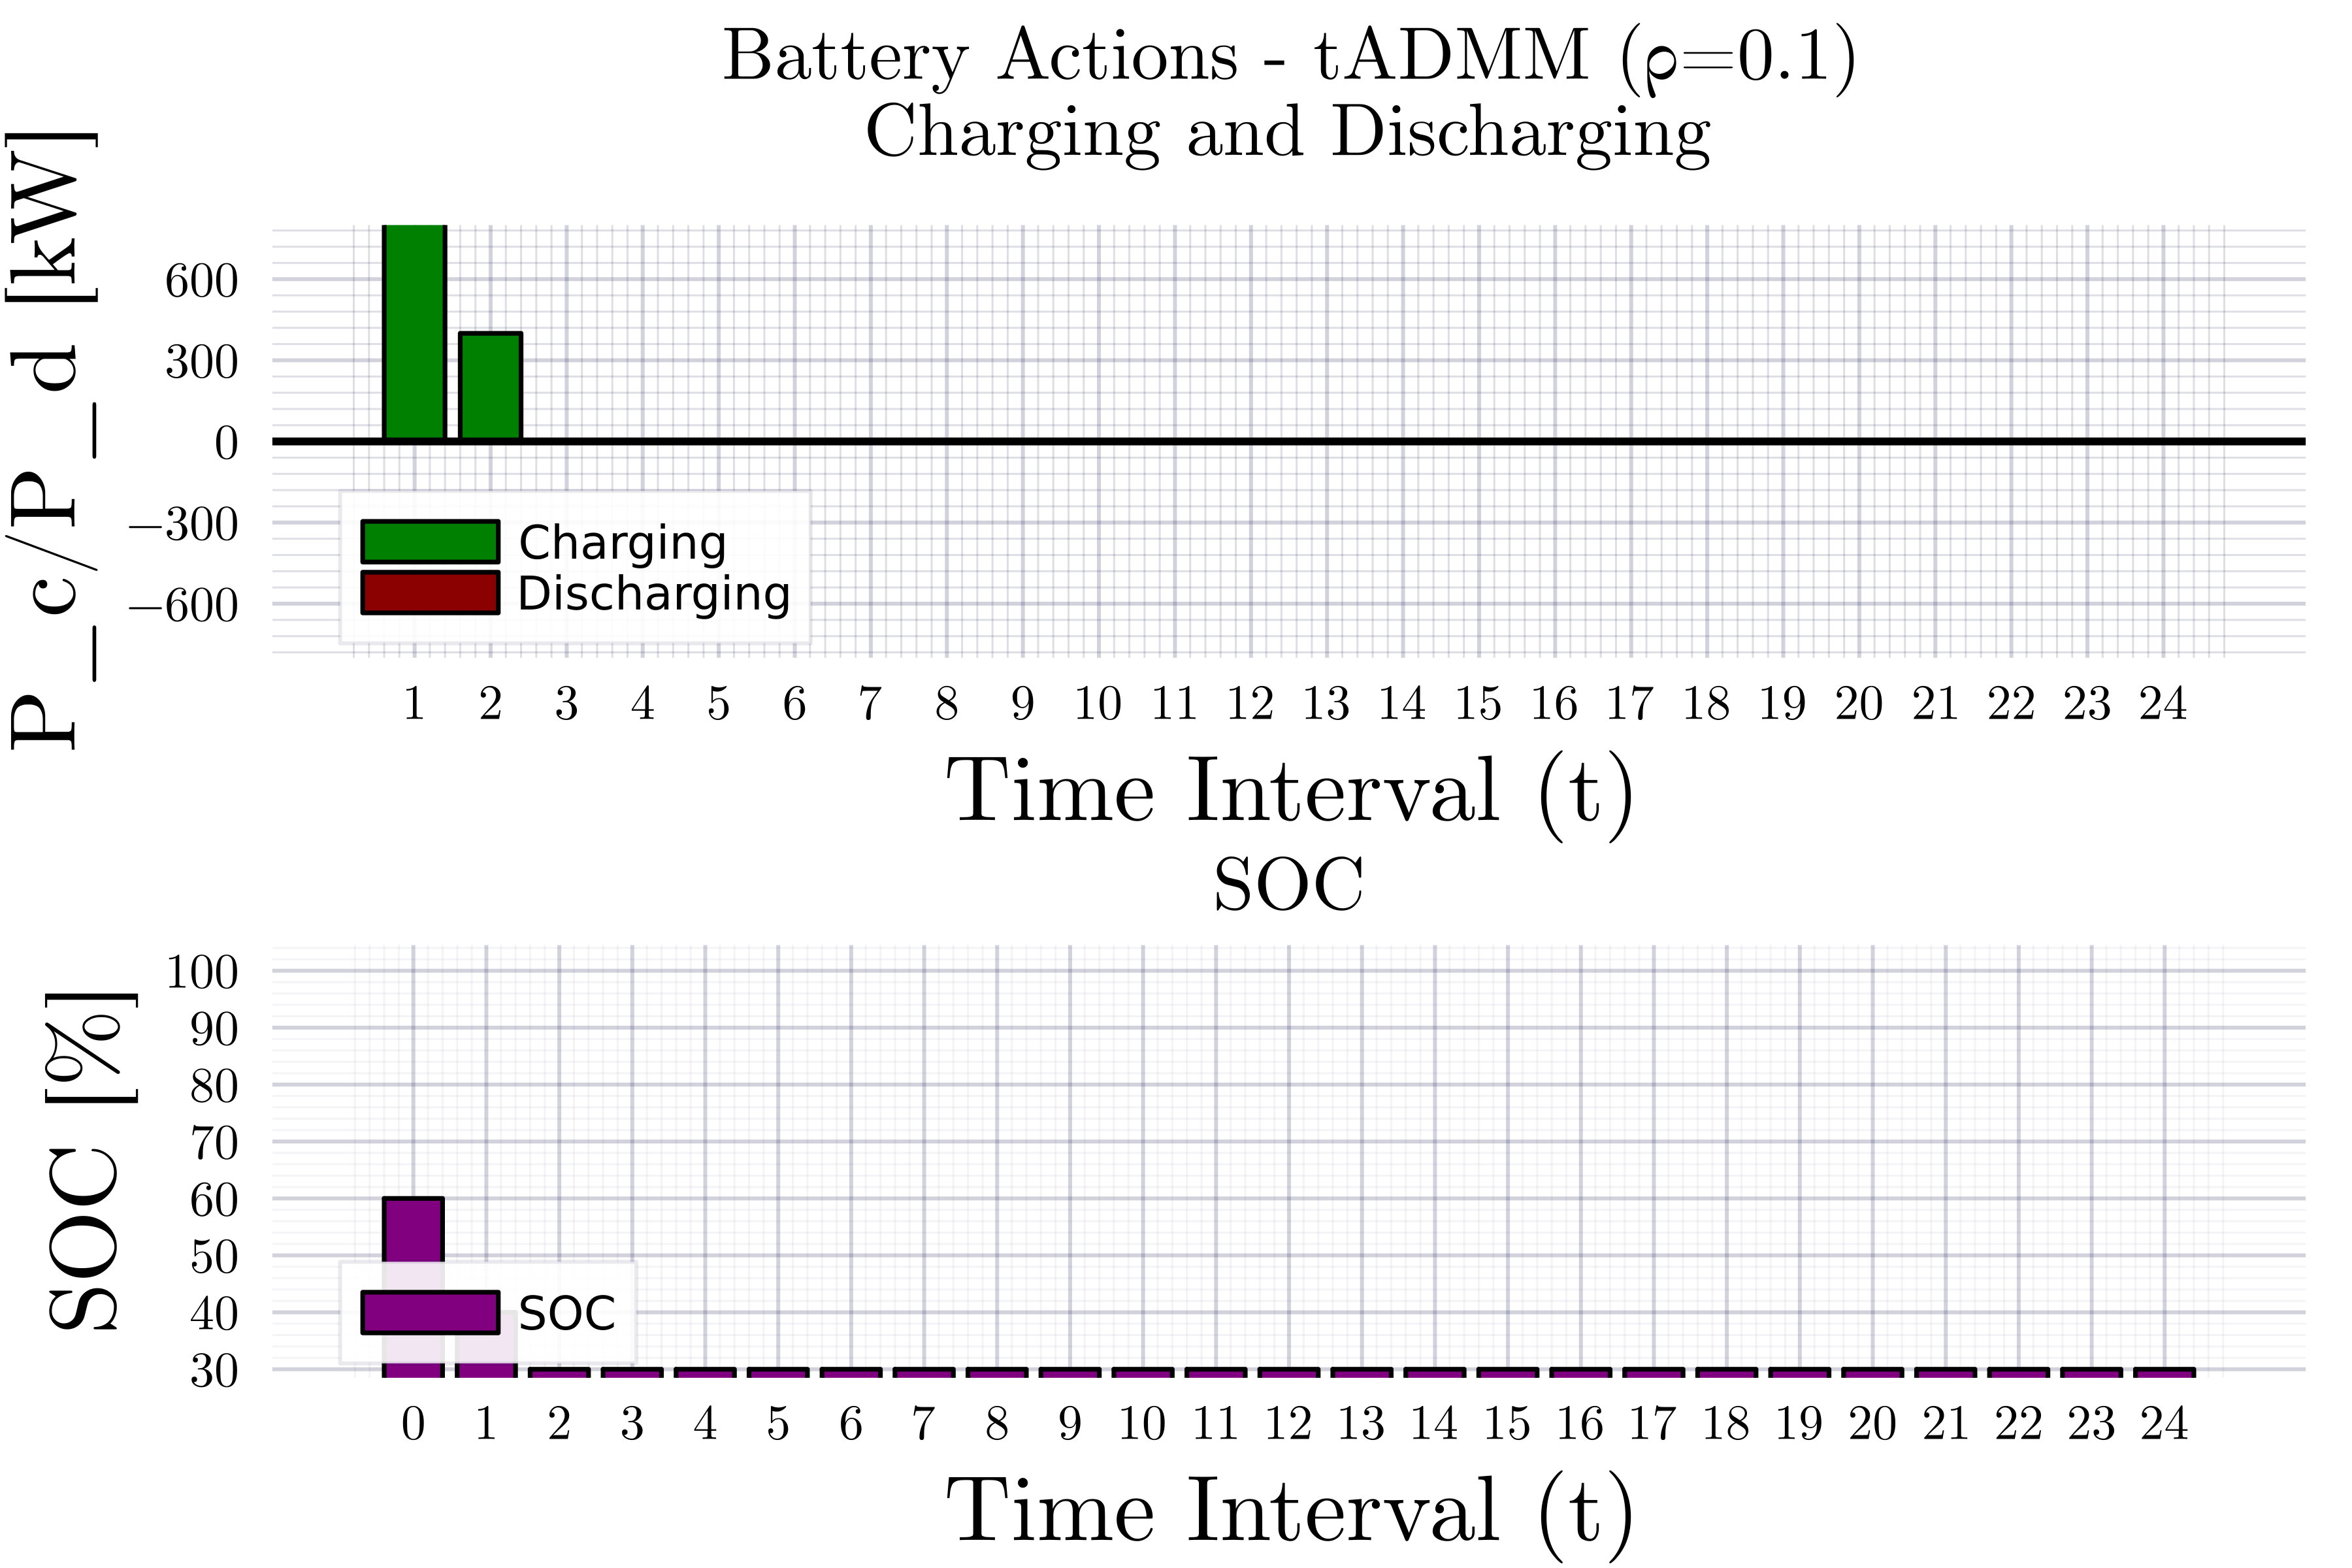 Battery Actions - tADMM (ρ=0.1)
Charging and Discharging
P_c/P_d [kW]
600
300
0
−300
−600
Charging
Discharging
1 2 3 4 5 6 7 8 9 10 11 12 13 14 15 16 17 18 19 20 21 22 23 24
Time Interval (t)
SOC
SOC [%]
100
90
80
70
60
50
40
30
SOC
0 1 2 3 4 5 6 7 8 9 10 11 12 13 14 15 16 17 18 19 20 21 22 23 24
Time Interval (t)